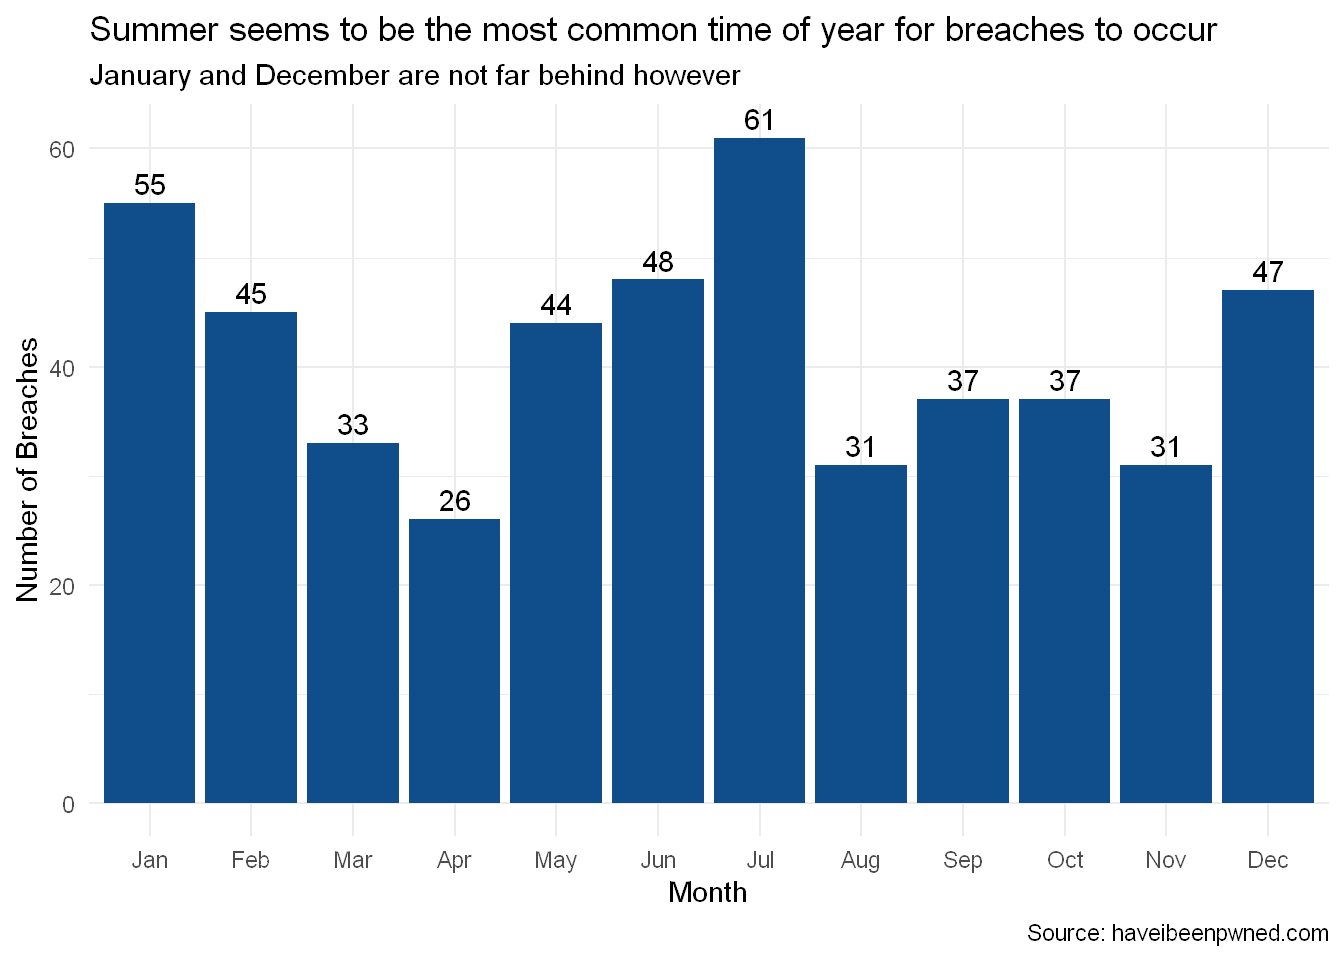 Summer seems to be the most common time of year for breaches to occur
January and December are not far behind however
Number of Breaches
60
40
20
0
55
45
33
26
44
48
61
31
37
37
31
47
Jan Feb Mar Apr May Jun Jul Aug Sep Oct Nov Dec
Month
Source: haveibeenpwned.com